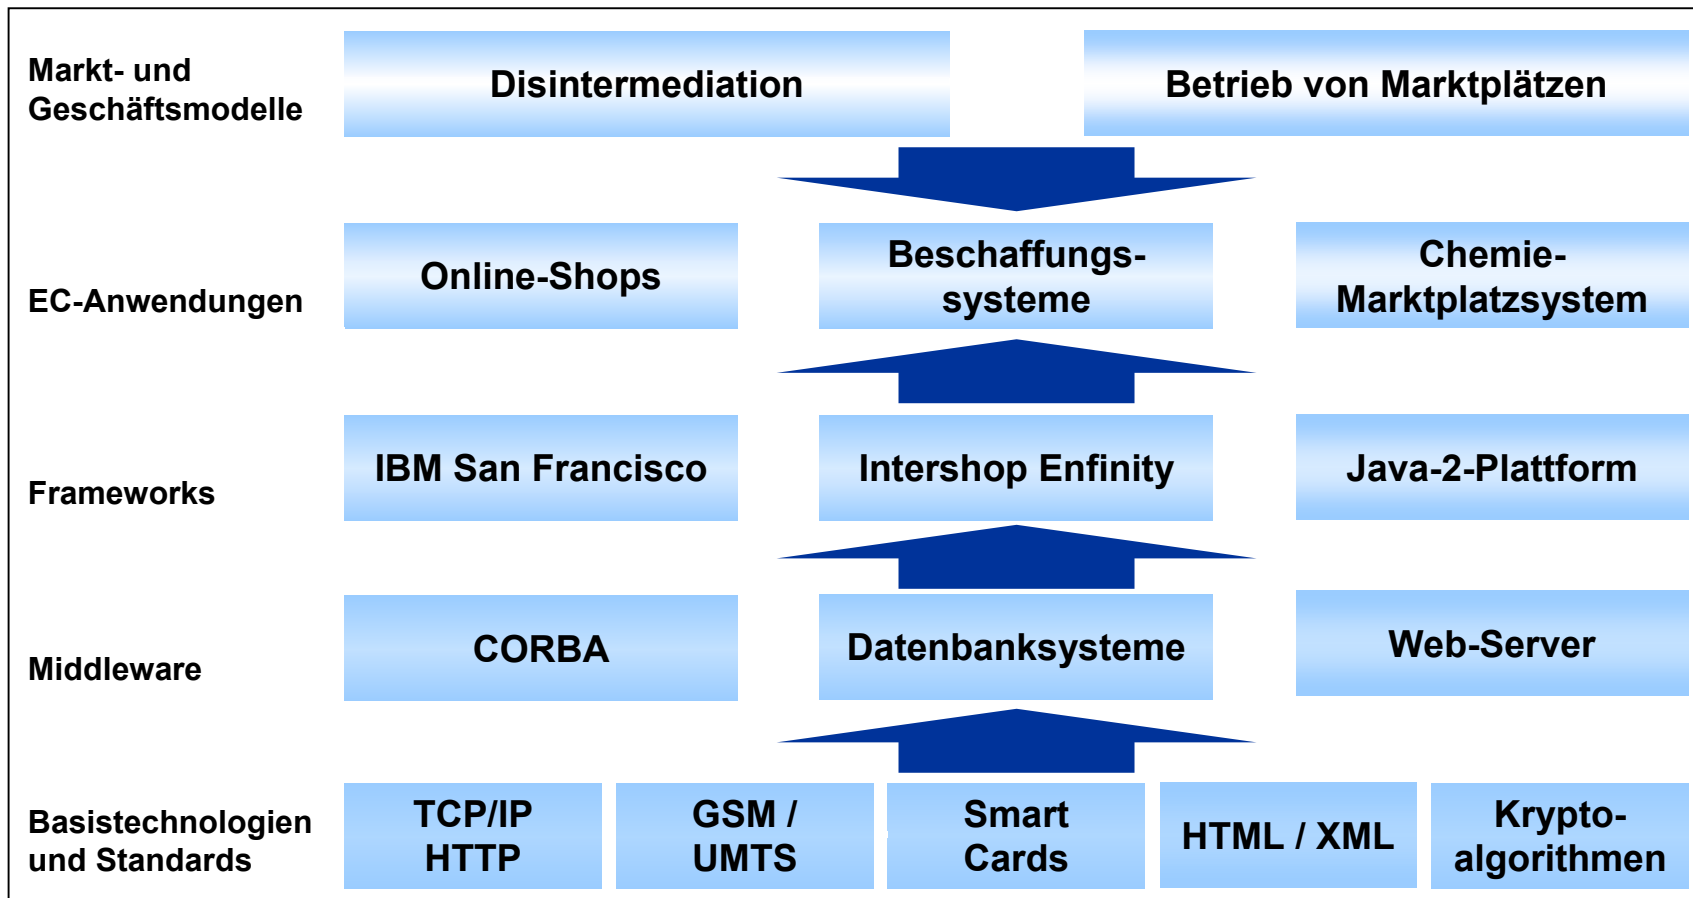 Markt- und
Geschäftsmodelle
Disintermediation
Betrieb von Marktplätzen
EC-Anwendungen
Online-Shops
Beschaffungs-
systeme
Chemie-
Marktplatzsystem
Frameworks
IBM San Francisco
Intershop Enfinity
Java-2-Plattform
Middleware
CORBA
Datenbanksysteme
Web-Server
Basistechnologien
und Standards
TCP/IP
HTTP
GSM /
UMTS
Smart
Cards
HTML / XML
Krypto-
algorithmen